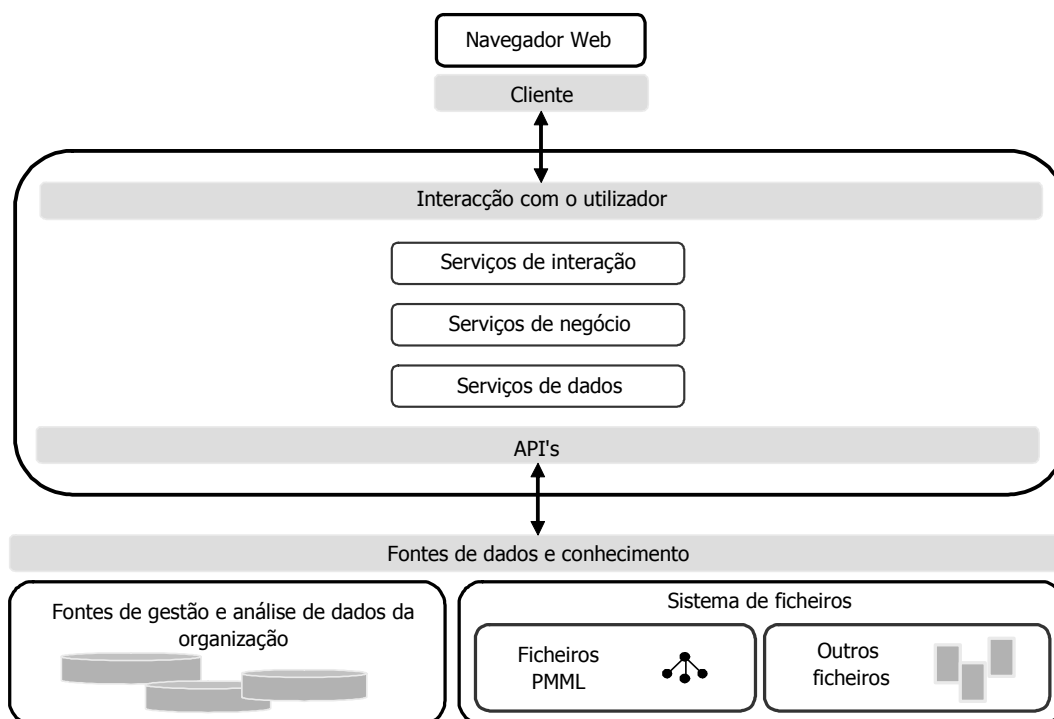 Navegador Web
Cliente
Interacção com o utilizador
Serviços de interação
Serviços de negócio
Serviços de dados
API's
Fontes de dados e conhecimento
Fontes de gestão e análise de dados da
organização
Sistema de ficheiros
Ficheiros
PMML
Outros
ficheiros